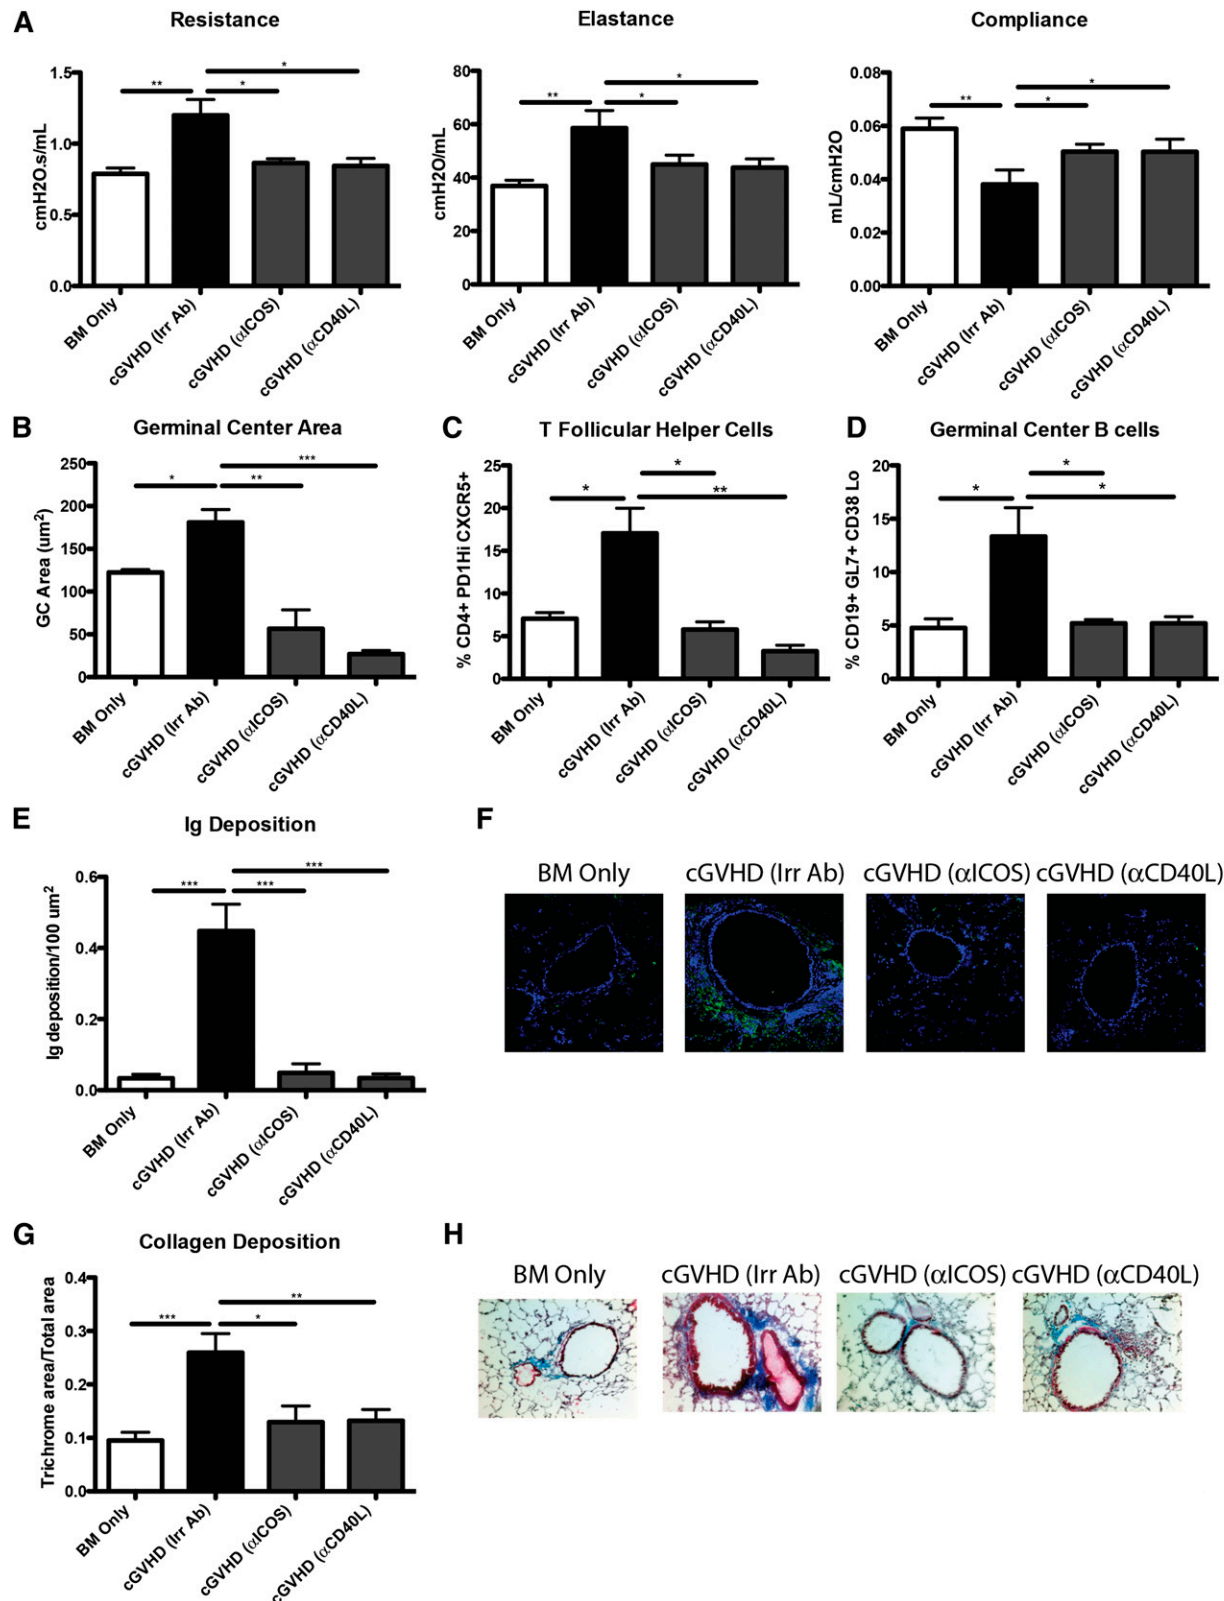 A
Resistance
Elastance
Compliance
cmH2O.s/mL
1.5
1.0
0.5
0.0
**
*
*
BM Only
cGVHD (Irr Ab)
cGVHD (αICOS)
cGVHD (αCD40L)
cmH2O/mL
80
60
40
20
0
**
*
*
BM Only
cGVHD (Irr Ab)
cGVHD (αICOS)
cGVHD (αCD40L)
mL/cmH2O
0.08
0.06
0.04
0.02
0.00
**
*
*
BM Only
cGVHD (Irr Ab)
cGVHD (αICOS)
cGVHD (αCD40L)
B
Germinal Center Area
GC Area (um²)
250
200
150
100
50
0
*
**
***
BM Only
cGVHD (Irr Ab)
cGVHD (αICOS)
cGVHD (αCD40L)
C
T Follicular Helper Cells
% CD4+ PD1Hi CXCR5+
25
20
15
10
5
0
*
*
**
BM Only
cGVHD (Irr Ab)
cGVHD (αICOS)
cGVHD (αCD40L)
D
Germinal Center B cells
% CD19+ GL7+ CD38 Lo
20
15
10
5
0
*
*
*
BM Only
cGVHD (Irr Ab)
cGVHD (αICOS)
cGVHD (αCD40L)
E
Ig Deposition
Ig deposition/100 um²
0.6
0.4
0.2
0.0
***
***
***
BM Only
cGVHD (Irr Ab)
cGVHD (αICOS)
cGVHD (αCD40L)
F
BM Only
cGVHD (Irr Ab)
cGVHD (αICOS)
cGVHD (αCD40L)
G
Collagen Deposition
Trichrome area/Total area
0.4
0.3
0.2
0.1
0.0
***
*
**
BM Only
cGVHD (Irr Ab)
cGVHD (αICOS)
cGVHD (αCD40L)
H
BM Only
cGVHD (Irr Ab)
cGVHD (αICOS)
cGVHD (αCD40L)